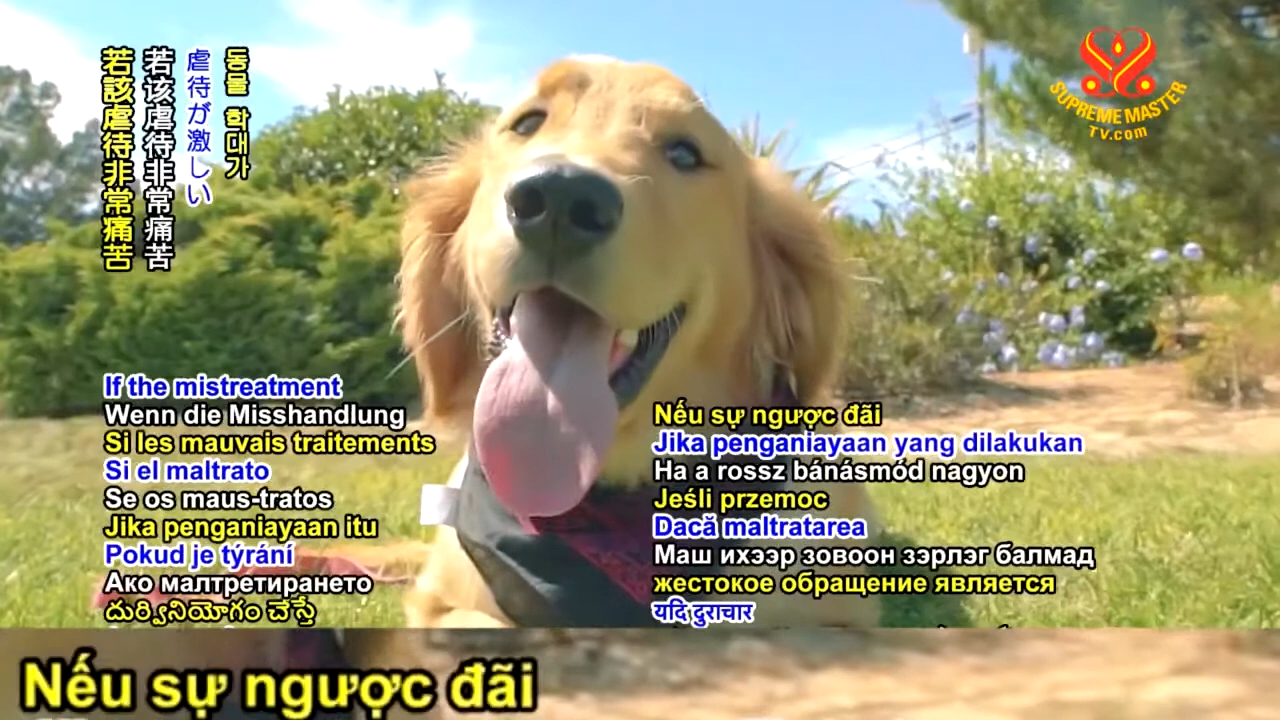 若該虐待非常痛苦
若该虐待非常痛苦
虐待が激しい
동물 학대가
SUPREME MASTER
TV.com
If the mistreatment
Wenn die Misshandlung
Si les mauvais traitements
Si el maltrato
Se os maus-tratos
Jika penganiayaan itu
Pokud je týrání
Ако малтретирането
దుర్వినియోగం చేస్తే
Nếu sự ngược đãi
Jika penganiayaan yang dilakukan
Ha a rossz bánásmód nagyon
Jeśli przemoc
Dacă maltratarea
Маш ихээр зовоон зэрлэг балмад
жестокое обращение является
यदि दुराचार
Nếu sự ngược đãi